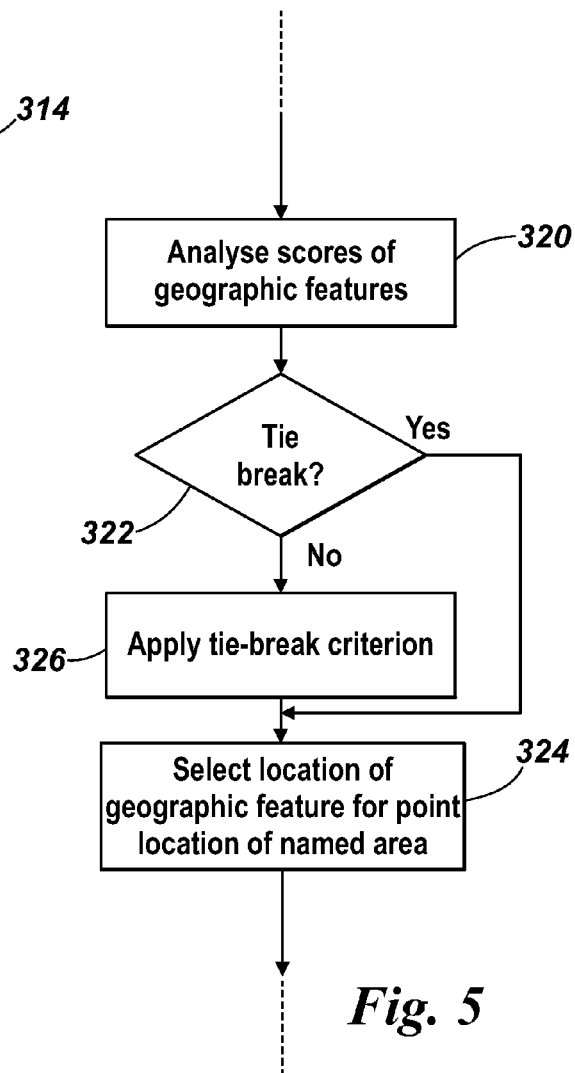 314
Analyse scores of
geographic features
320
Tie
break?
Yes
322
No
Apply tie-break criterion
326
Select location of
geographic feature for point
location of named area
324
Fig. 5